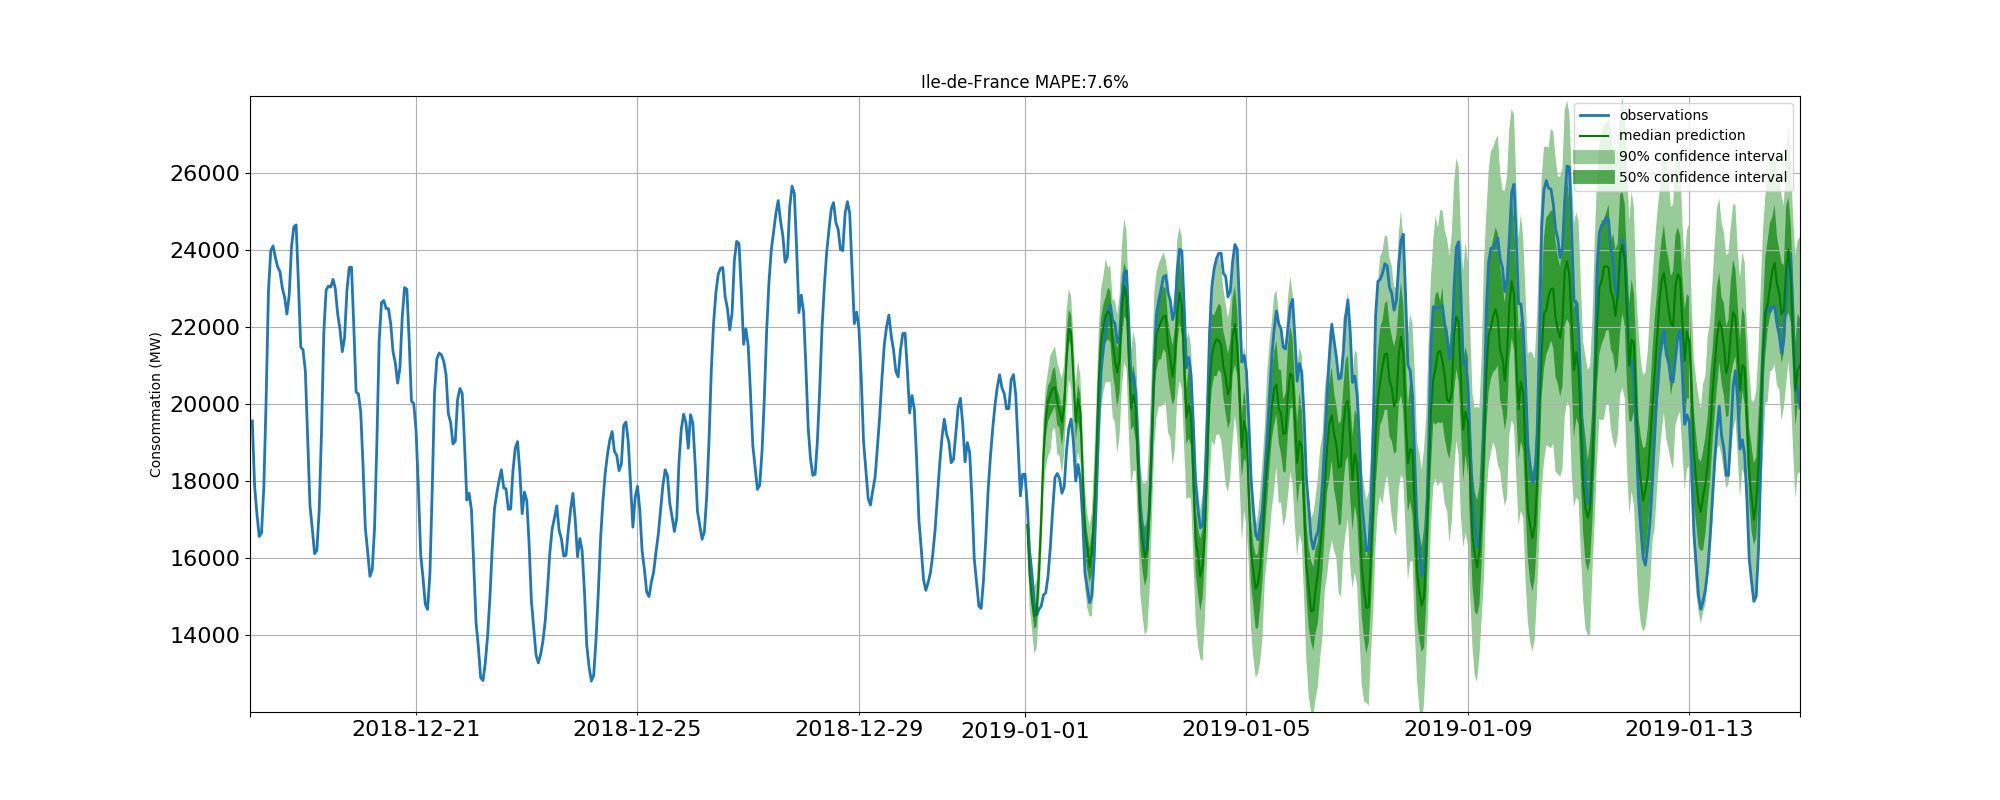 Ile-de-France MAPE:7.6%
observations
median prediction
90% confidence interval
50% confidence interval
Consommation (MW)
26000
24000
22000
20000
18000
16000
14000
2018-12-21
2018-12-25
2018-12-29
2019-01-01
2019-01-05
2019-01-09
2019-01-13